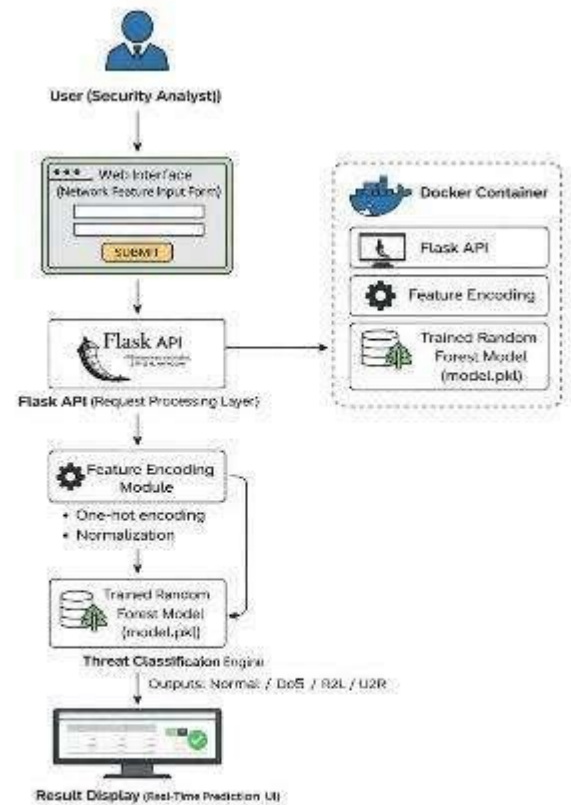 User (Security Analyst))
Web Interface
(Network Feature Input Form)
SUBMIT
Flask API
Flask API (Request Processing Layer)
Feature Encoding
Module
• One-hot encoding
• Normalization
Trained Random
Forest Model
(model.pkl)
Threat Classificaion Engine
Outputs: Normal / DoS / R2L / U2R
Result Display (Real-Time Prediction UI)
Docker Container
Flask API
Feature Encoding
Trained Random
Forest Model
(model.pkl)